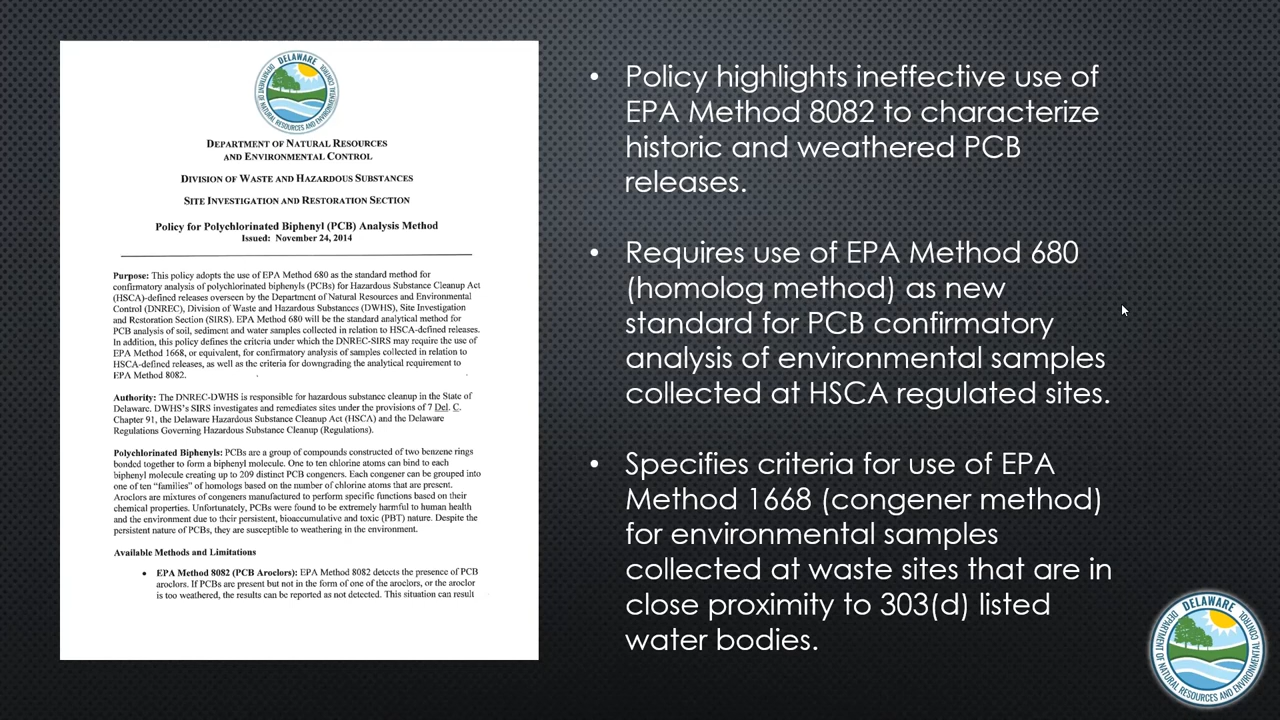 DELAWARE
DEPARTMENT OF NATURAL RESOURCES AND ENVIRONMENTAL CONTROL
DEPARTMENT OF NATURAL RESOURCES
AND ENVIRONMENTAL CONTROL
DIVISION OF WASTE AND HAZARDOUS SUBSTANCES
SITE INVESTIGATION AND RESTORATION SECTION
Policy for Polychlorinated Biphenyl (PCB) Analysis Method
Issued: November 24, 2014
Purpose: This policy adopts the use of EPA Method 680 as the standard method for
confirmatory analysis of polychlorinated biphenyls (PCBs) for Hazardous Substance Cleanup Act
(HSCA)-defined releases overseen by the Department of Natural Resources and Environmental
Control (DNREC), Division of Waste and Hazardous Substances (DWHS), Site Investigation
and Restoration Section (SIRS). EPA Method 680 will be the standard analytical method for
PCB analysis of soil, sediment and water samples collected in relation to HSCA-defined releases.
In addition, this policy defines the criteria under which the DNREC-SIRS may require the use of
EPA Method 1668, or equivalent, for confirmatory analysis of samples collected in relation to
HSCA-defined releases, as well as the criteria for downgrading the analytical requirement to
EPA Method 8082.
Authority: The DNREC-DWHS is responsible for hazardous substance cleanup in the State of
Delaware. DWHS's SIRS investigates and remediates sites under the provisions of 7 Del. C.
Chapter 91, the Delaware Hazardous Substance Cleanup Act (HSCA) and the Delaware
Regulations Governing Hazardous Substance Cleanup (Regulations).
Polychlorinated Biphenyls: PCBs are a group of compounds constructed of two benzene rings
bonded together to form a biphenyl molecule. One to ten chlorine atoms can bind to each
biphenyl molecule creating up to 209 distinct PCB congeners. Each congener can be grouped into
one of ten "families" of homologs based on the number of chlorine atoms that are present.
Aroclors are mixtures of congeners manufactured to perform specific functions based on their
chemical properties. Unfortunately, PCBs were found to be extremely harmful to human health
and the environment due to their persistent, bioaccumulative and toxic (PBT) nature. Despite the
persistent nature of PCBs, they are susceptible to weathering in the environment.
Available Methods and Limitations
• EPA Method 8082 (PCB Aroclors): EPA Method 8082 detects the presence of PCB
aroclors. If PCBs are present but not in the form of one of the aroclors, or the aroclor
is too weathered, the results can be reported as not detected. This situation can result
• Policy highlights ineffective use of
EPA Method 8082 to characterize
historic and weathered PCB
releases.
• Requires use of EPA Method 680
(homolog method) as new
standard for PCB confirmatory
analysis of environmental samples
collected at HSCA regulated sites.
• Specifies criteria for use of EPA
Method 1668 (congener method)
for environmental samples
collected at waste sites that are in
close proximity to 303(d) listed
water bodies.
DELAWARE
DEPARTMENT OF NATURAL RESOURCES AND ENVIRONMENTAL CONTROL